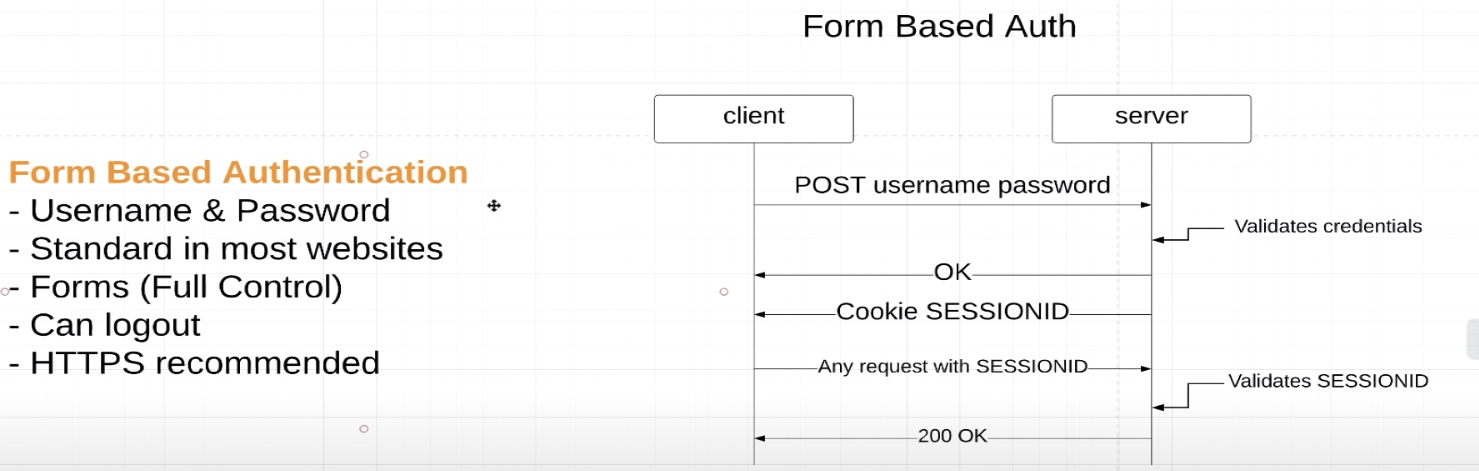 Form Based Auth
client
server
Form Based Authentication
- Username & Password
- Standard in most websites
- Forms (Full Control)
- Can logout
- HTTPS recommended
POST username password
Validates credentials
OK
Cookie SESSIONID
Any request with SESSIONID
Validates SESSIONID
200 OK